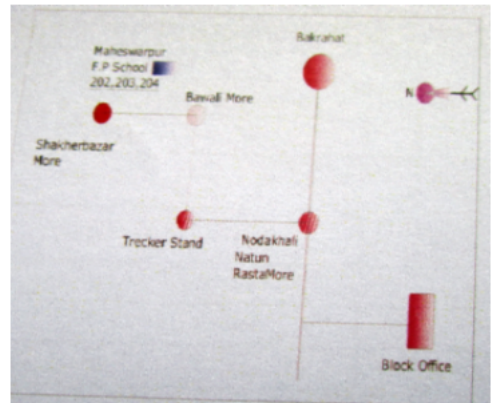 Bakrahat
Maheswarpur
F.P School
202,203,204
N
Bawali More
Shakherbazar
More
Trecker Stand
Nodakhali
Natun
RastaMore
Block Office